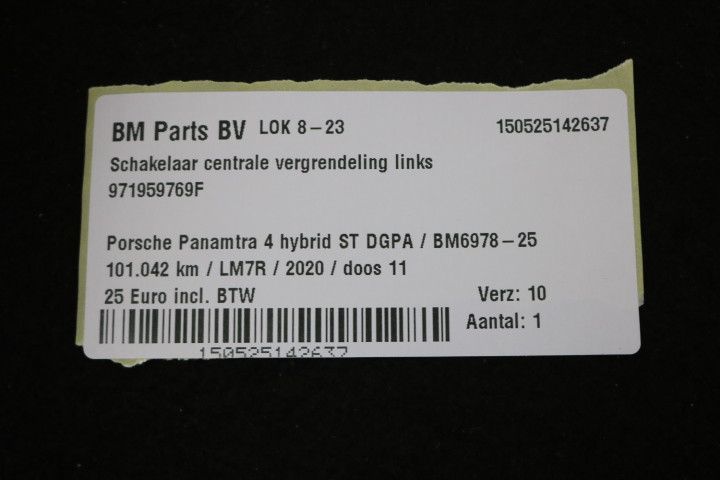 BM Parts BV LOK 8-23 150525142637
Schakelaar centrale vergrendeling links
971959769F
Porsche Panamtra 4 hybrid ST DGPA / BM6978-25
101.042 km / LM7R / 2020 / doos 11
25 Euro incl. BTW Verz: 10
Aantal: 1
150525142637